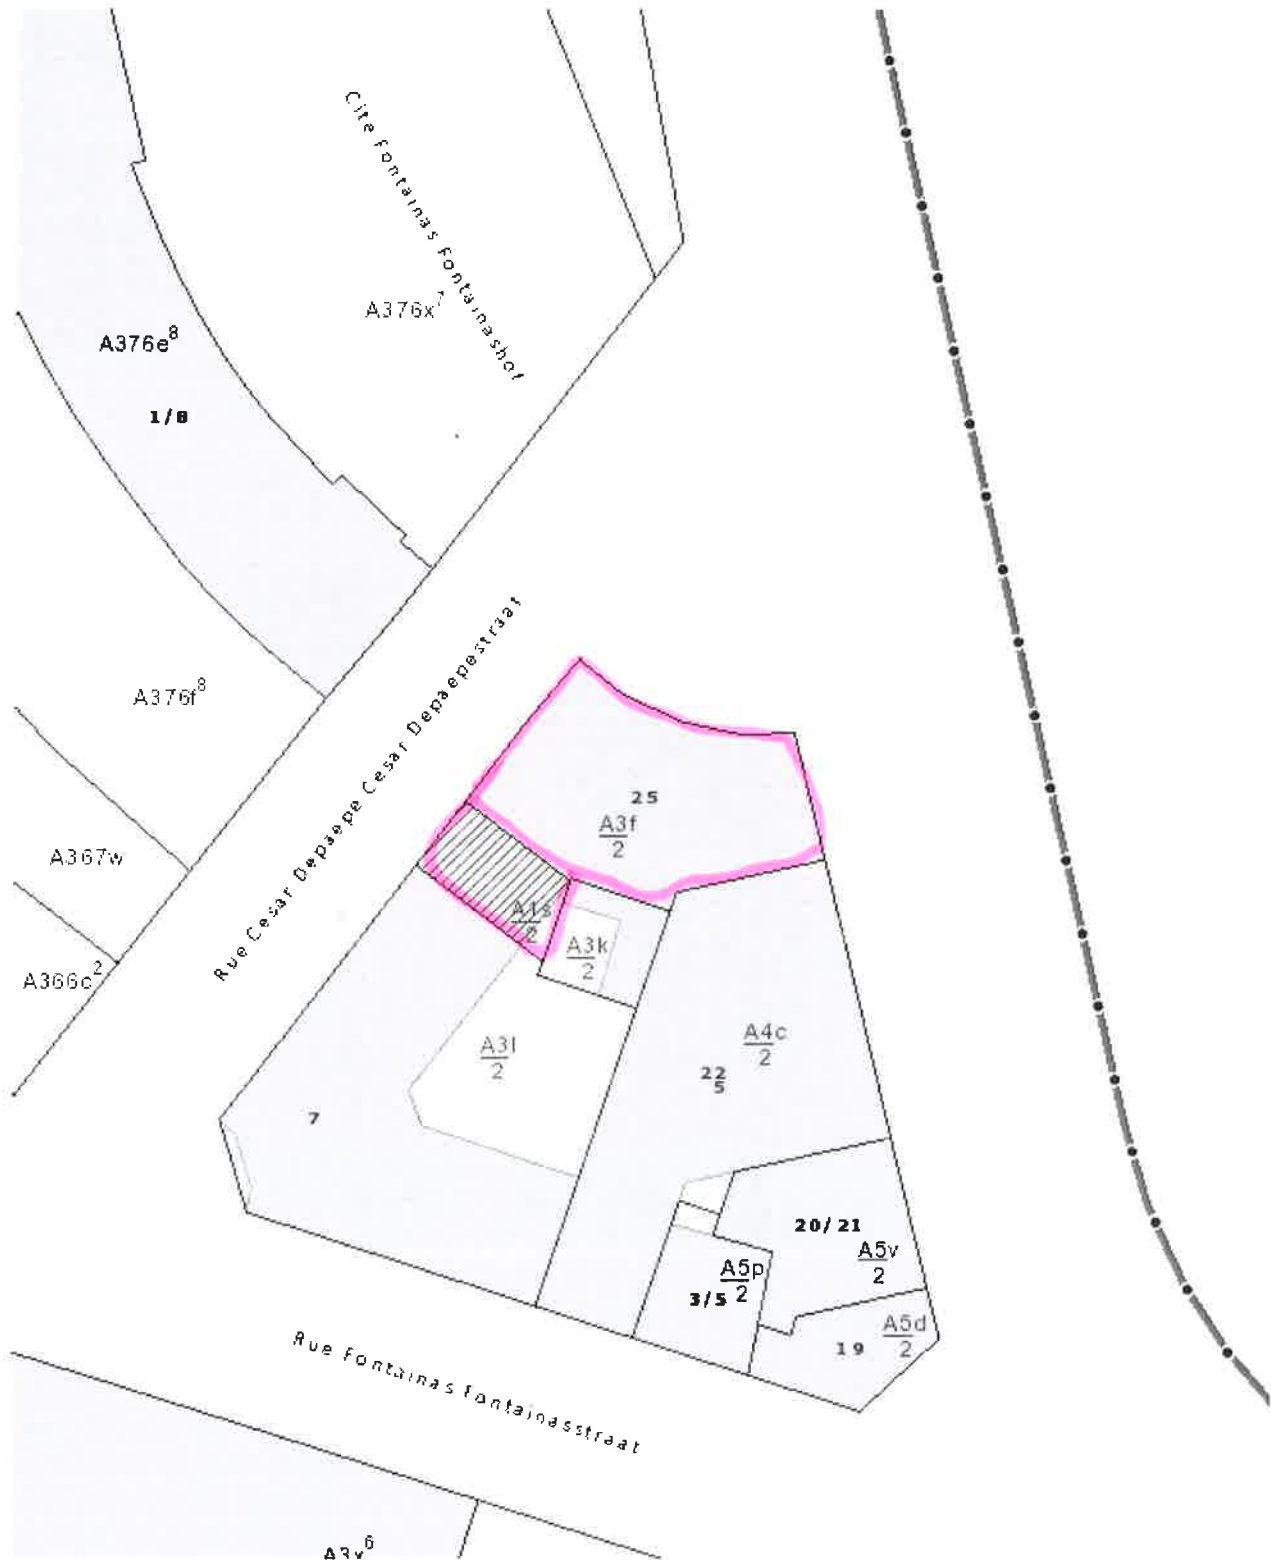 Cite Fontainas Fontainashof
A376x⁷
A376e⁸
1/8
Rue Cesar Depaepe Cesar Depaepestraat
A376f⁸
25
A3f
2
A367w
A1s
2
A3k
2
A366c²
A4c
2
A3l
2
22
5
7
20/21
A5v
2
A5p
2
3/5
A5d
2
19
Rue Fontainas Fontainasstraat